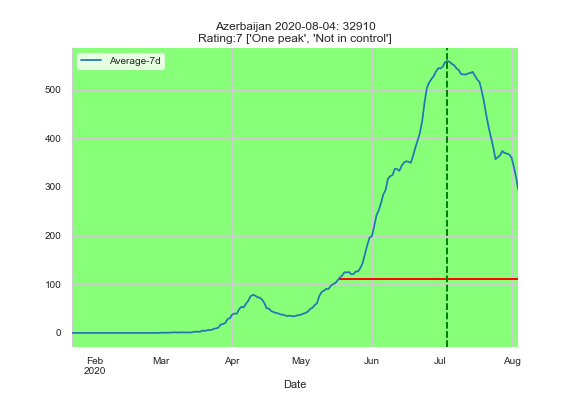 Azerbaijan 2020-08-04: 32910
Rating:7 ['One peak', 'Not in control']
Average-7d
500
400
300
200
100
0
Feb Mar Apr May Jun Jul Aug
2020
Date